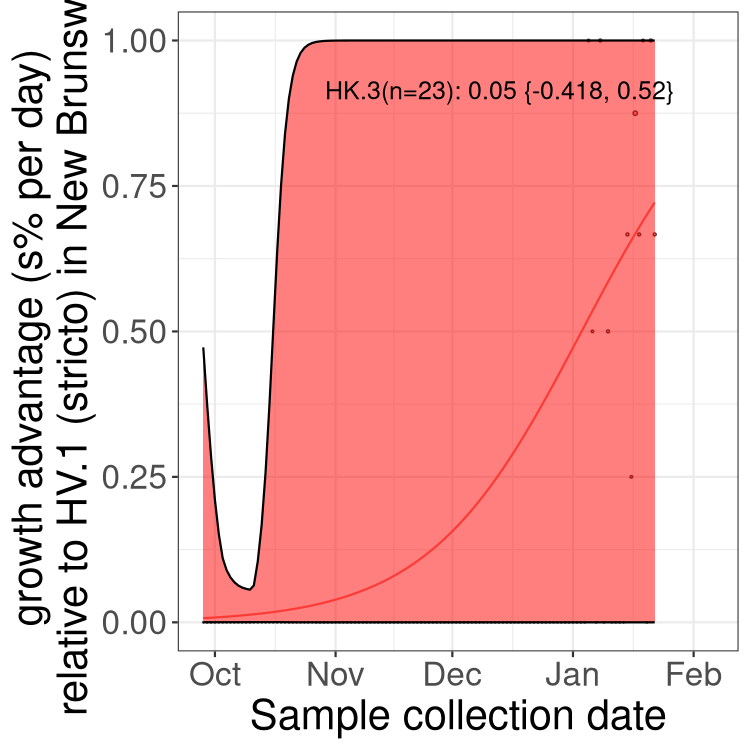 growth advantage (s% per day)
relative to HV.1 (stricto) in New Brunsw
1.00
0.75
0.50
0.25
0.00
HK.3(n=23): 0.05 {-0.418, 0.52}
Oct Nov Dec Jan Feb
Sample collection date